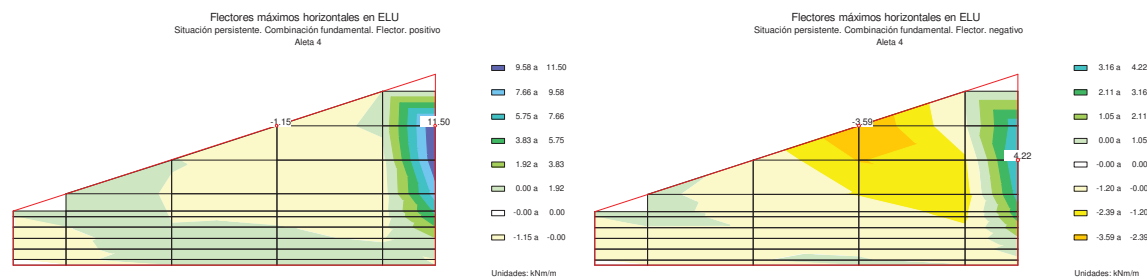 Flectores máximos horizontales en ELU
Situación persistente. Combinación fundamental. Flector. positivo
Aleta 4
9.58 a 11.50
7.66 a 9.58
5.75 a 7.66
3.83 a 5.75
1.92 a 3.83
0.00 a 1.92
-0.00 a 0.00
-1.15 a -0.00
-1.15
11.50
Unidades: kNm/m
Flectores máximos horizontales en ELU
Situación persistente. Combinación fundamental. Flector. negativo
Aleta 4
3.16 a 4.22
2.11 a 3.16
1.05 a 2.11
0.00 a 1.05
-0.00 a 0.00
-1.20 a -0.00
-2.39 a -1.20
-3.59 a -2.39
-3.59
4.22
Unidades: kNm/m